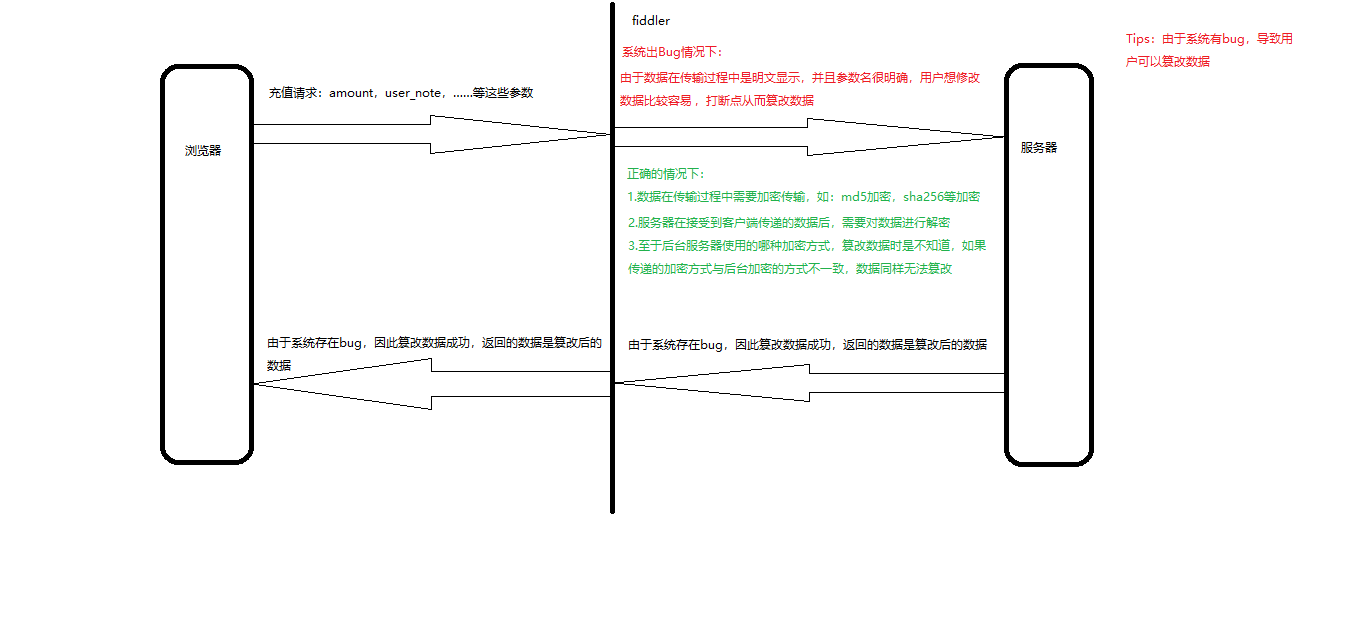 fiddler
Tips：由于系统有bug，导致用
户可以篡改数据
系统出Bug情况下：
由于数据在传输过程中是明文显示，并且参数名很明确，用户想修改
数据比较容易 ，打断点从而篡改数据
充值请求：amount，user_note，......等这些参数
浏览器
服务器
正确的情况下：
1.数据在传输过程中需要加密传输，如：md5加密，sha256等加密
2.服务器在接受到客户端传递的数据后，需要对数据进行解密
3.至于后台服务器使用的哪种加密方式，篡改数据时是不知道，如果
传递的加密方式与后台加密的方式不一致，数据同样无法篡改
由于系统存在bug，因此篡改数据成功，返回的数据是篡改后的
数据
由于系统存在bug，因此篡改数据成功，返回的数据是篡改后的数据